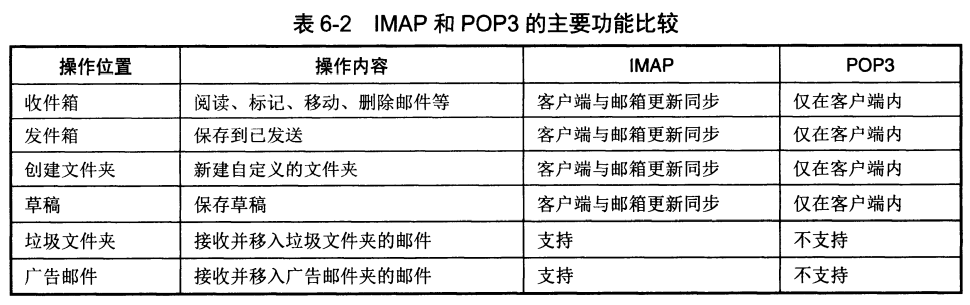 表 6-2 IMAP 和 POP3 的主要功能比较
操作位置 操作内容 IMAP POP3
收件箱 阅读、标记、移动、删除邮件等 客户端与邮箱更新同步 仅在客户端内
发件箱 保存到已发送 客户端与邮箱更新同步 仅在客户端内
创建文件夹 新建自定义的文件夹 客户端与邮箱更新同步 仅在客户端内
草稿 保存草稿 客户端与邮箱更新同步 仅在客户端内
垃圾文件夹 接收并移入垃圾文件夹的邮件 支持 不支持
广告邮件 接收并移入广告邮件夹的邮件 支持 不支持